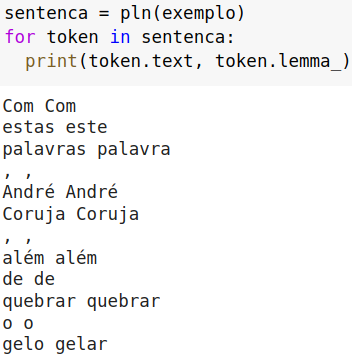 sentenca = pln(exemplo)
for token in sentenca:
  print(token.text, token.lemma_)
Com Com
estas este
palavras palavra
, ,
André André
Coruja Coruja
, ,
além além
de de
quebrar quebrar
o o
gelo gelar